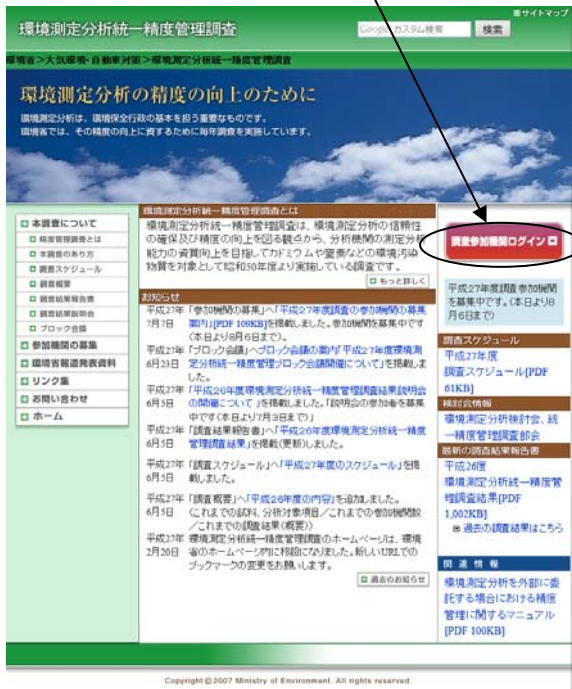 環境測定分析統一精度管理調査
Google カスタム検索
検索
サイトマップ
環境省>大気環境・自動車対策>環境測定分析統一精度管理調査
環境測定分析の精度の向上のために
環境測定分析は、環境保全行政の基本を担う重要なものです。
環境省では、その精度の向上に資するために毎年調査を実施しています。
本調査について
精度管理調査とは
本調査のあり方
調査スケジュール
調査概要
調査結果報告書
調査結果説明会
ブロック会議
参加機関の募集
環境省報道発表資料
リンク集
お問い合わせ
ホーム
環境測定分析統一精度管理調査とは
環境測定分析統一精度管理調査は、環境測定分析の信頼性
の確保及び精度の向上を図る観点から、分析機関の測定分析
能力の資質向上を目指してカドミウムや窒素などの環境汚染
物質を対象として昭和50年度より実施している調査です。
もっと詳しく
お知らせ
平成27年 「参加機関の募集」へ「平成27年度調査の参加機関の募集
7月7日 案内」[PDF 109KB]を掲載しました。参加機関を募集中です
(本日より8月6日まで)。
平成27年 「ブロック会議」へブロック会議の案内「平成27年度環境測
6月23日 定分析統一精度管理ブロック会議開催について」を掲載しま
した。
平成27年 「平成26年度環境測定分析統一精度管理調査結果説明会
6月5日 の開催について」を掲載しました。「説明会の参加者を募集
中です(本日より7月3日まで)」
平成27年 「調査結果報告書」へ「平成26年度環境測定分析統一精度
6月5日 管理調査結果」を掲載(更新)しました。
平成27年 「調査スケジュール」へ「平成27年度のスケジュール」を掲
6月5日 載しました。
平成27年 「調査概要」へ「平成26年度の内容」を追加しました。
6月5日 (これまでの試料、分析対象項目/これまでの参加機関数
/これまでの調査結果(概要))
平成27年 環境測定分析統一精度管理調査のホームページは、環境
2月20日 省のホームページ内に移設になりました。新しいURLでの
ブックマークの変更をお願いします。
過去のお知らせ
調査参加機関ログイン
平成27年度調査 参加機関
を募集中です。(本日より8
月6日まで)
調査スケジュール
平成27年度
調査スケジュール[PDF
61KB]
検討会情報
環境測定分析検討会、統
一精度管理調査部会
最新の調査結果報告書
平成26度
環境測定分析統一精度管
理調査結果[PDF
1,002KB]
過去の調査結果はこちら
関連情報
環境測定分析を外部に委
託する場合における精度
管理に関するマニュアル
[PDF 100KB]
Copyright©2007 Ministry of Environment. All rights reserved.